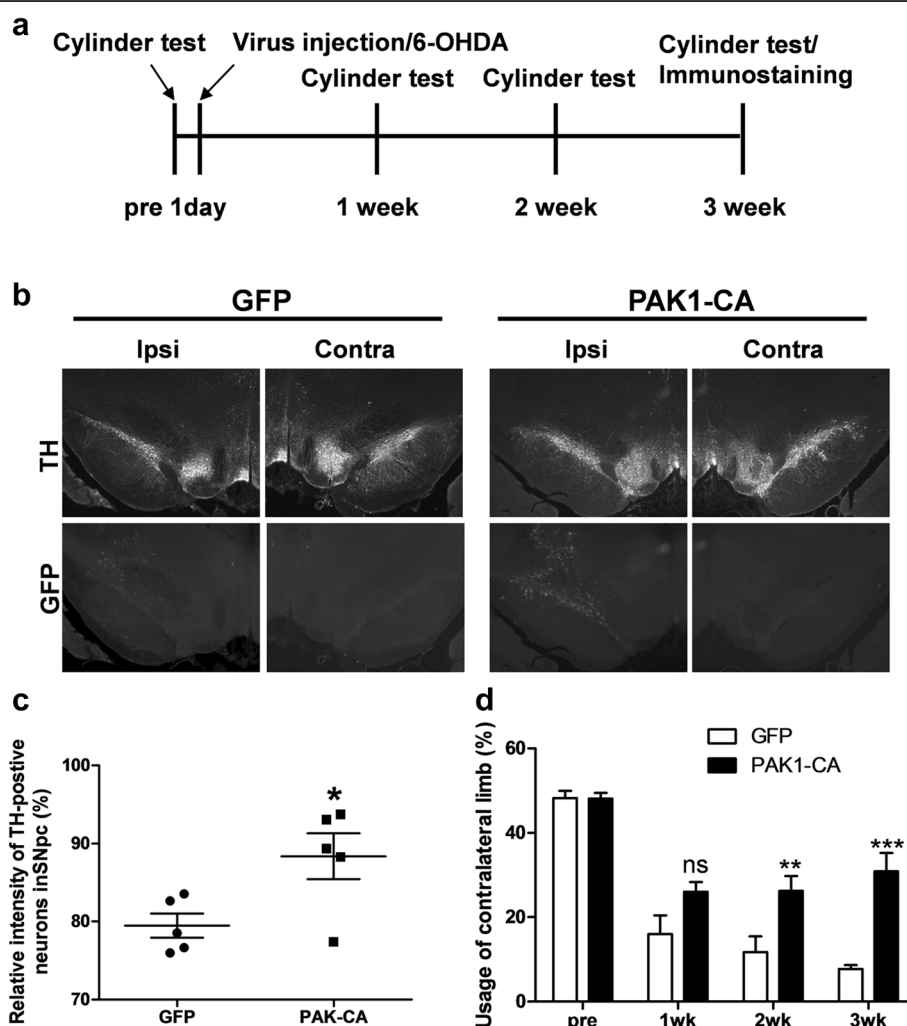 a
Cylinder test
Virus injection/6-OHDA
Cylinder test
Cylinder test
Cylinder test/
Immunostaining
pre 1day
1 week
2 week
3 week
b
GFP
PAK1-CA
Ipsi
Contra
Ipsi
Contra
TH
GFP
c
Relative intensity of TH-postive
neurons inSNpc (%)
100
90
80
70
*
GFP
PAK-CA
d
Usage of contralateral limb (%)
60
40
20
0
GFP
PAK1-CA
ns
**
***
pre
1wk
2wk
3wk